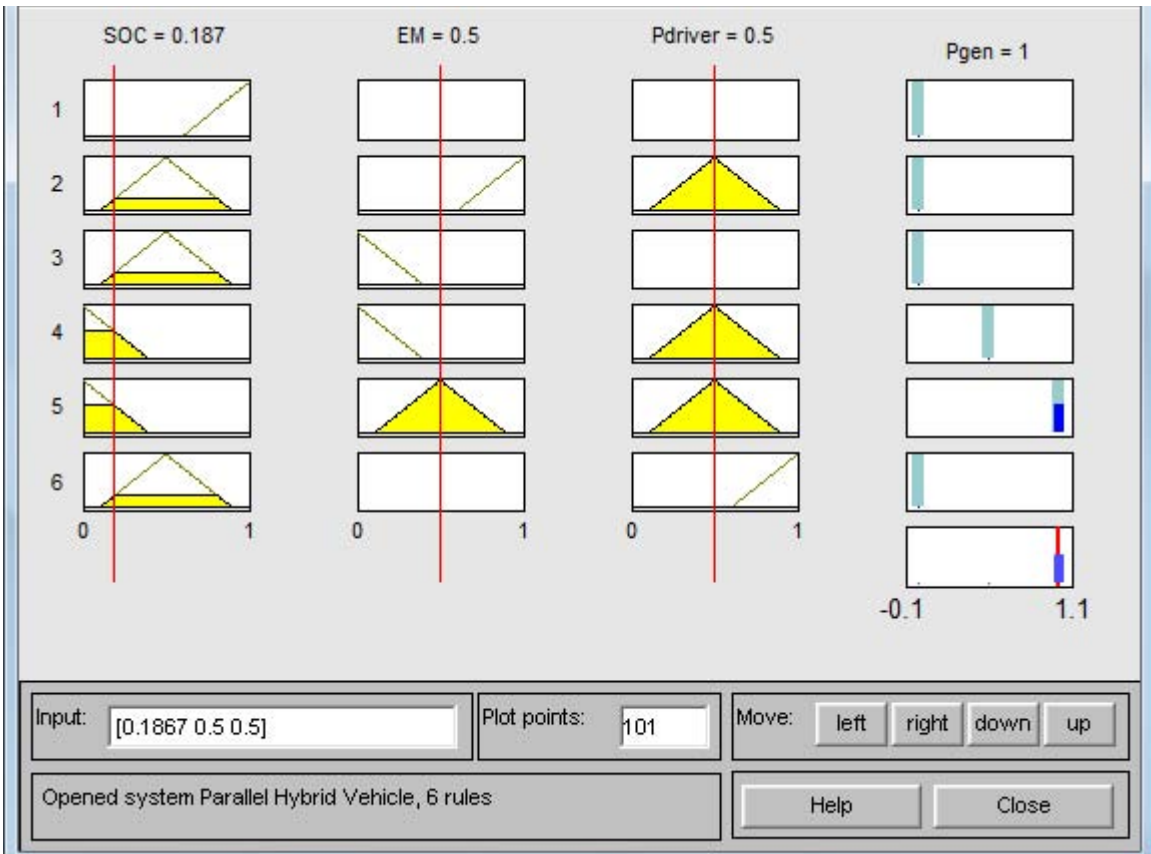 SOC = 0.187 EM = 0.5 Pdriver = 0.5 Pgen = 1
1
2
3
4
5
6
0 1 0 1 0 1
-0.1 1.1
Input: [0.1867 0.5 0.5] Plot points: 101 Move: left right down up
Opened system Parallel Hybrid Vehicle, 6 rules Help Close